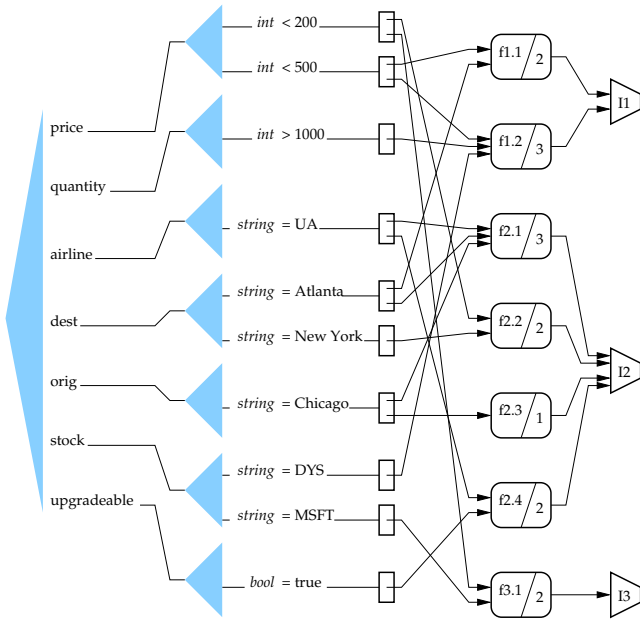 price
quantity
airline
dest
orig
stock
upgradeable
int < 200
int < 500
int > 1000
string = UA
string = Atlanta
string = New York
string = Chicago
string = DYS
string = MSFT
bool = true
f1.1 / 2
f1.2 / 3
f2.1 / 3
f2.2 / 2
f2.3 / 1
f2.4 / 2
f3.1 / 2
I1
I2
I3